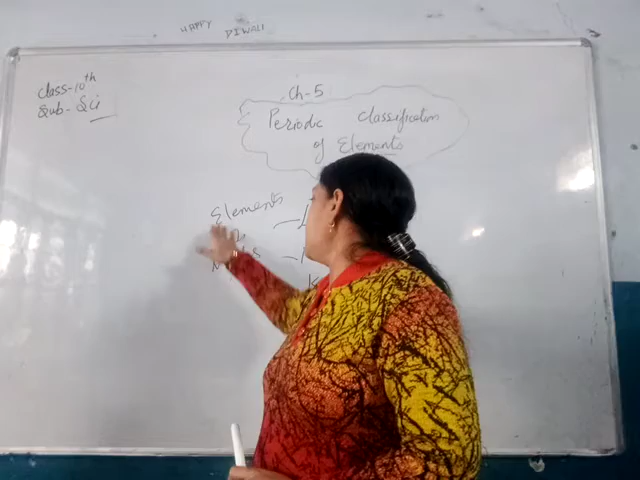 HAPPY
DIWALI
Class-10th
Sub- Sci
Ch-5
Periodic classification
of Elements
Elements